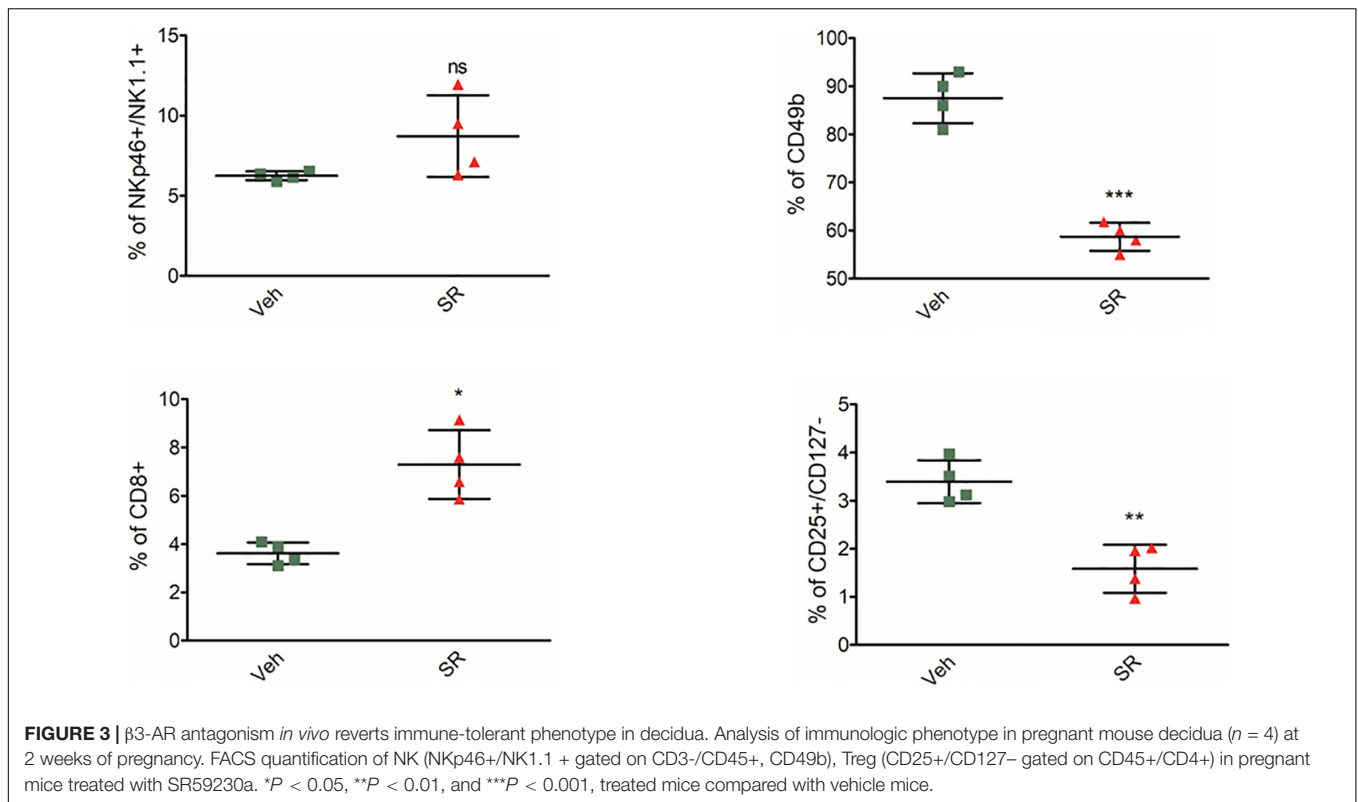 % of NKp46+/NK1.1+
15
10
5
0
ns
Veh
SR
% of CD49b
100
90
80
70
60
50
***
Veh
SR
% of CD8+
10
8
6
4
2
0
*
Veh
SR
% of CD25+/CD127-
5
4
3
2
1
0
**
Veh
SR
FIGURE 3 | β3-AR antagonism in vivo reverts immune-tolerant phenotype in decidua. Analysis of immunologic phenotype in pregnant mouse decidua (n = 4) at
2 weeks of pregnancy. FACS quantification of NK (NKp46+/NK1.1 + gated on CD3-/CD45+, CD49b), Treg (CD25+/CD127– gated on CD45+/CD4+) in pregnant
mice treated with SR59230a. *P < 0.05, **P < 0.01, and ***P < 0.001, treated mice compared with vehicle mice.